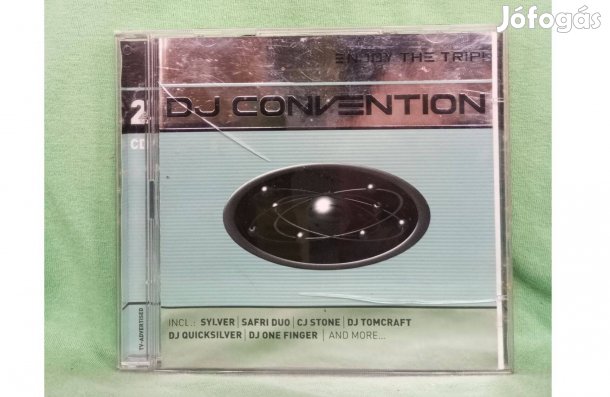 Jófogás
ENJOY THE TRIP!
2 CD
DJ CONVENTION
INCL.: SYLVER | SAFRI DUO | CJ STONE | DJ TOMCRAFT
DJ QUICKSILVER | DJ ONE FINGER | AND MORE...
TV-ADVERTISED